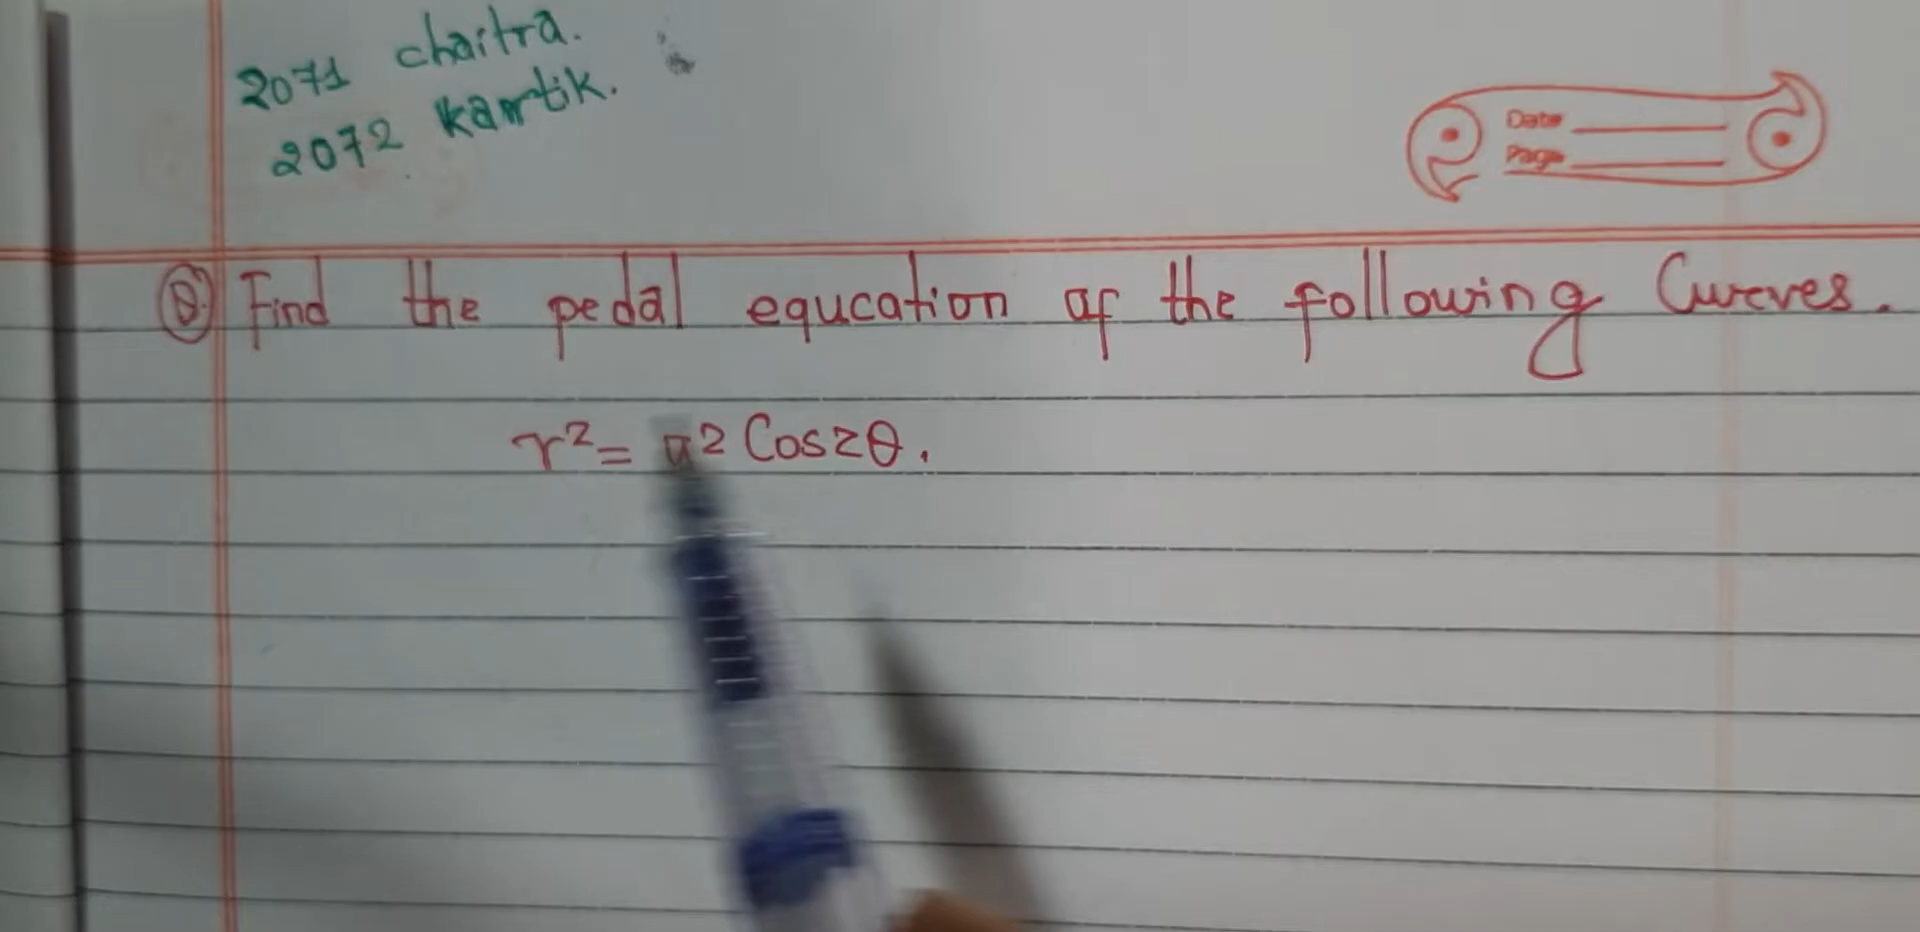 2071 chaitra.
2072 kartik.
Date
Page
Q. Find the pedal equcation of the following Curves.
r² = a² Cos2θ.